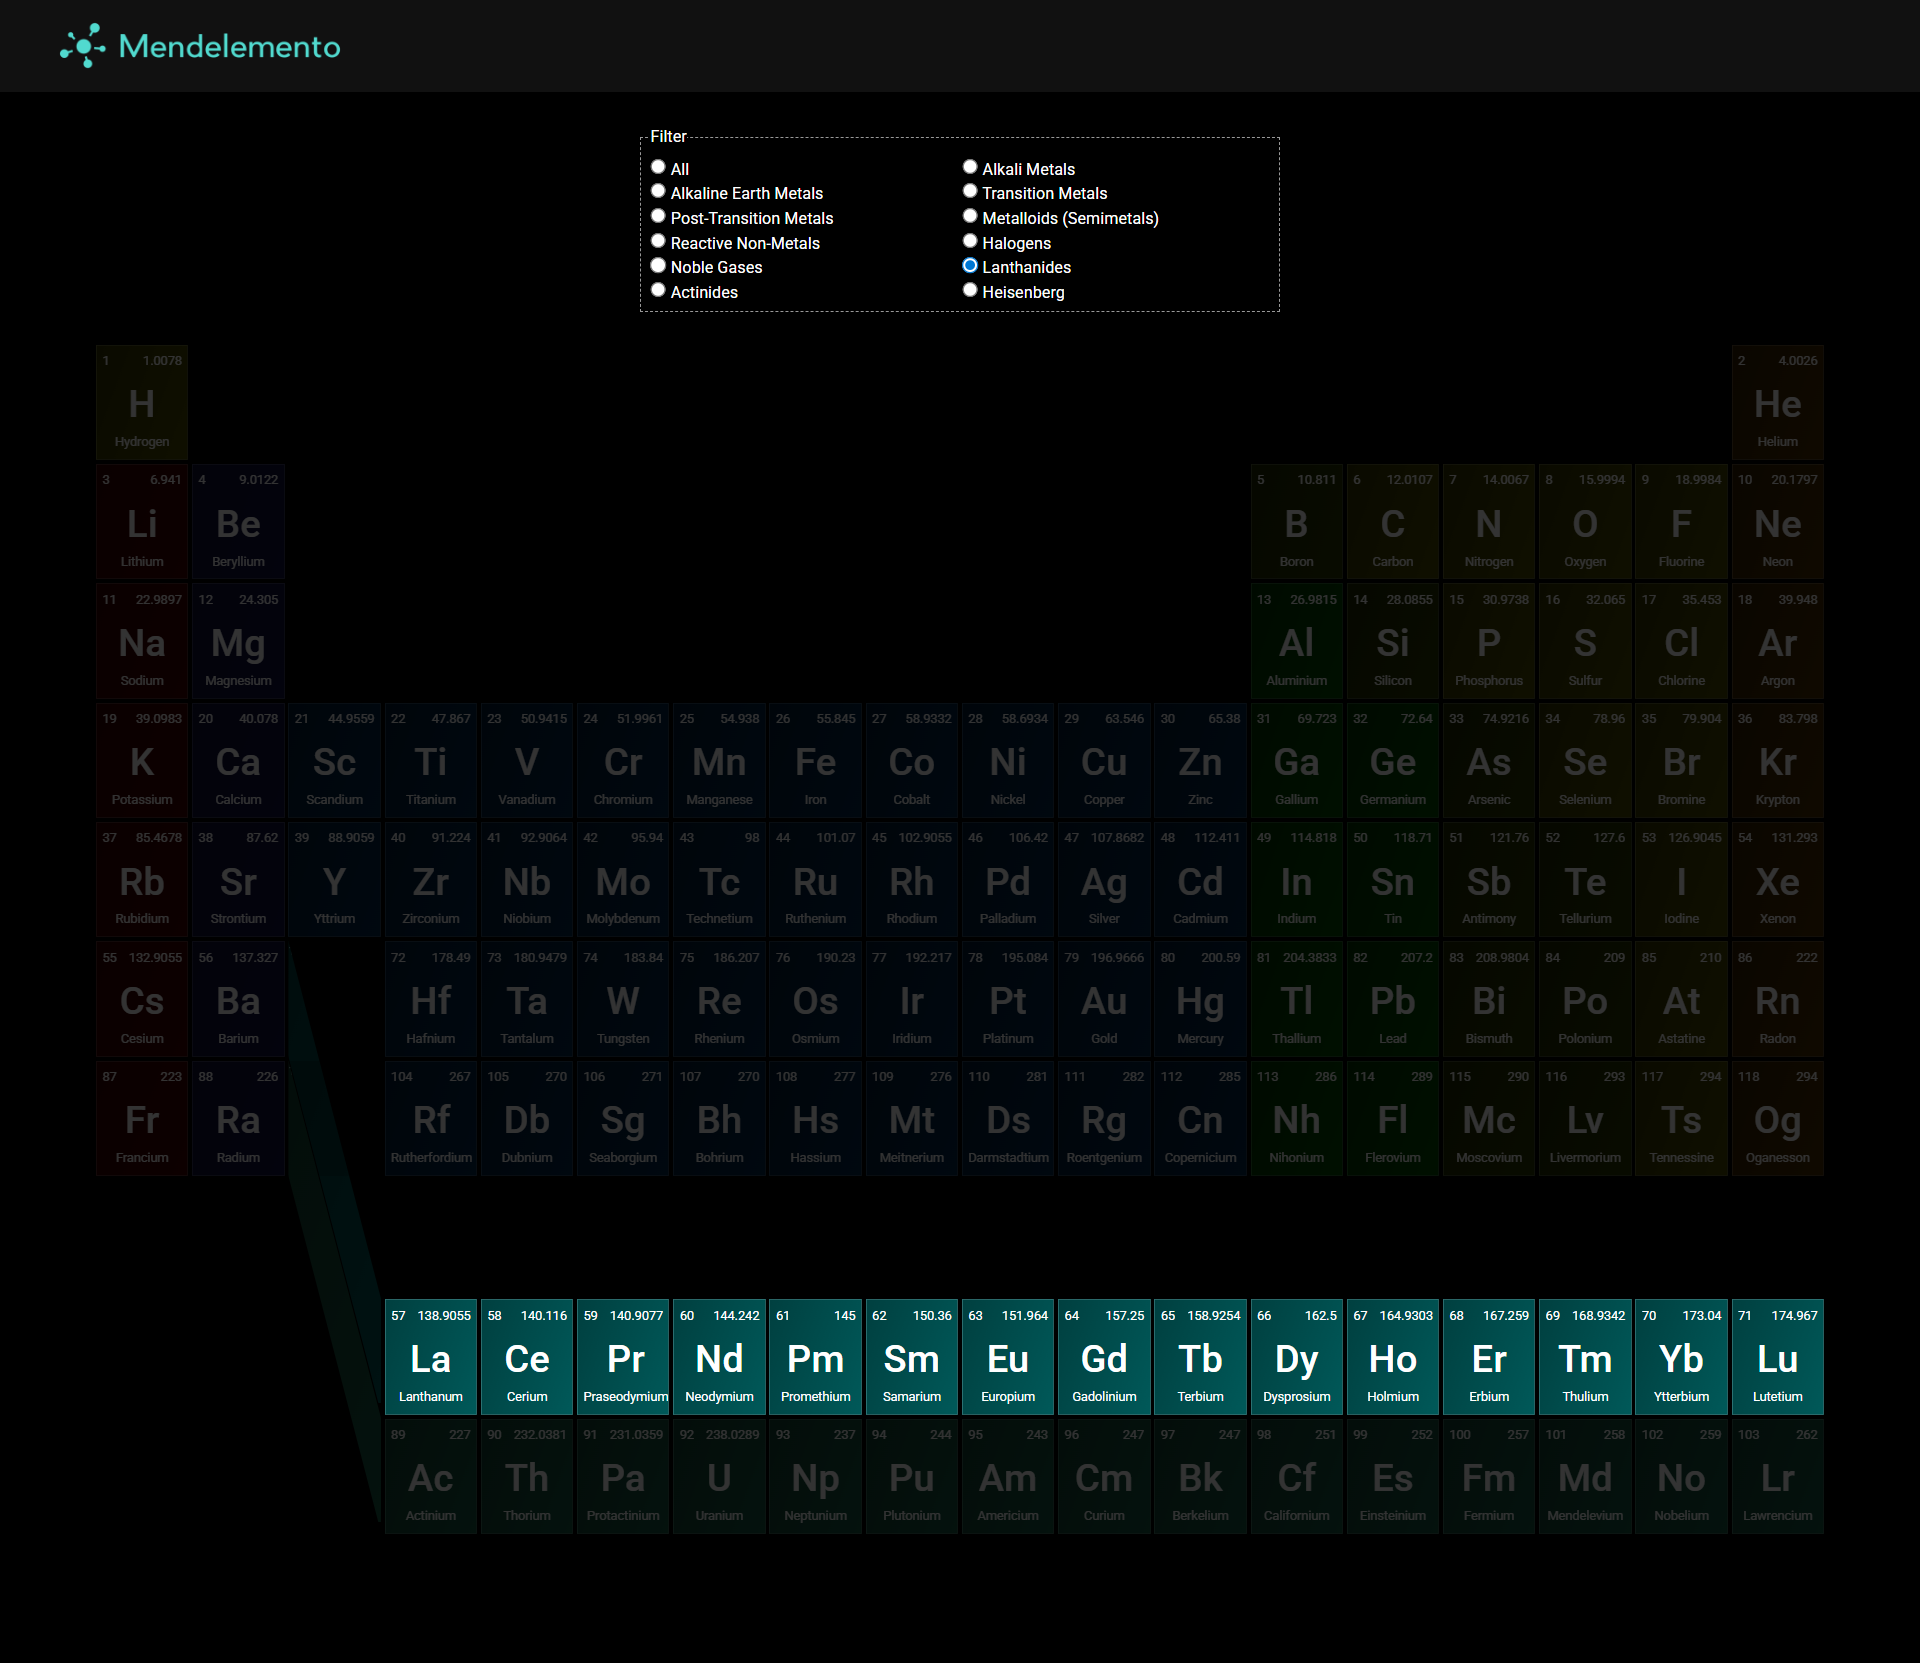 Mendelemento
Filter
All
Alkali Metals
Alkaline Earth Metals
Transition Metals
Post-Transition Metals
Metalloids (Semimetals)
Reactive Non-Metals
Halogens
Noble Gases
Lanthanides
Actinides
Heisenberg
1 1.0078 2 4.0026
H He
Hydrogen Helium
3 6.941 4 9.0122 5 10.811 6 12.0107 7 14.0067 8 15.9994 9 18.9984 10 20.1797
Li Be B C N O F Ne
Lithium Beryllium Boron Carbon Nitrogen Oxygen Fluorine Neon
11 22.9897 12 24.305 13 26.9815 14 28.0855 15 30.9738 16 32.065 17 35.453 18 39.948
Na Mg Al Si P S Cl Ar
Sodium Magnesium Aluminium Silicon Phosphorus Sulfur Chlorine Argon
19 39.0983 20 40.078 21 44.9559 22 47.867 23 50.9415 24 51.9961 25 54.938 26 55.845 27 58.9332 28 58.6934 29 63.546 30 65.38 31 69.723 32 72.64 33 74.9216 34 78.96 35 79.904 36 83.798
K Ca Sc Ti V Cr Mn Fe Co Ni Cu Zn Ga Ge As Se Br Kr
Potassium Calcium Scandium Titanium Vanadium Chromium Manganese Iron Cobalt Nickel Copper Zinc Gallium Germanium Arsenic Selenium Bromine Krypton
37 85.4678 38 87.62 39 88.9059 40 91.224 41 92.9064 42 95.94 43 98 44 101.07 45 102.9055 46 106.42 47 107.8682 48 112.411 49 114.818 50 118.71 51 121.76 52 127.6 53 126.9045 54 131.293
Rb Sr Y Zr Nb Mo Tc Ru Rh Pd Ag Cd In Sn Sb Te I Xe
Rubidium Strontium Yttrium Zirconium Niobium Molybdenum Technetium Ruthenium Rhodium Palladium Silver Cadmium Indium Tin Antimony Tellurium Iodine Xenon
55 132.9055 56 137.327 72 178.49 73 180.9479 74 183.84 75 186.207 76 190.23 77 192.217 78 195.084 79 196.9666 80 200.59 81 204.3833 82 207.2 83 208.9804 84 209 85 210 86 222
Cs Ba Hf Ta W Re Os Ir Pt Au Hg Tl Pb Bi Po At Rn
Cesium Barium Hafnium Tantalum Tungsten Rhenium Osmium Iridium Platinum Gold Mercury Thallium Lead Bismuth Polonium Astatine Radon
87 223 88 226 104 267 105 270 106 271 107 270 108 277 109 276 110 281 111 282 112 285 113 286 114 289 115 290 116 293 117 294 118 294
Fr Ra Rf Db Sg Bh Hs Mt Ds Rg Cn Nh Fl Mc Lv Ts Og
Francium Radium Rutherfordium Dubnium Seaborgium Bohrium Hassium Meitnerium Darmstadtium Roentgenium Copernicium Nihonium Flerovium Moscovium Livermorium Tennessine Oganesson
57 138.9055 58 140.116 59 140.9077 60 144.242 61 145 62 150.36 63 151.964 64 157.25 65 158.9254 66 162.5 67 164.9303 68 167.259 69 168.9342 70 173.04 71 174.967
La Ce Pr Nd Pm Sm Eu Gd Tb Dy Ho Er Tm Yb Lu
Lanthanum Cerium Praseodymium Neodymium Promethium Samarium Europium Gadolinium Terbium Dysprosium Holmium Erbium Thulium Ytterbium Lutetium
89 227 90 232.0381 91 231.0359 92 238.0289 93 237 94 244 95 243 96 247 97 247 98 251 99 252 100 257 101 258 102 259 103 262
Ac Th Pa U Np Pu Am Cm Bk Cf Es Fm Md No Lr
Actinium Thorium Protactinium Uranium Neptunium Plutonium Americium Curium Berkelium Californium Einsteinium Fermium Mendelevium Nobelium Lawrencium